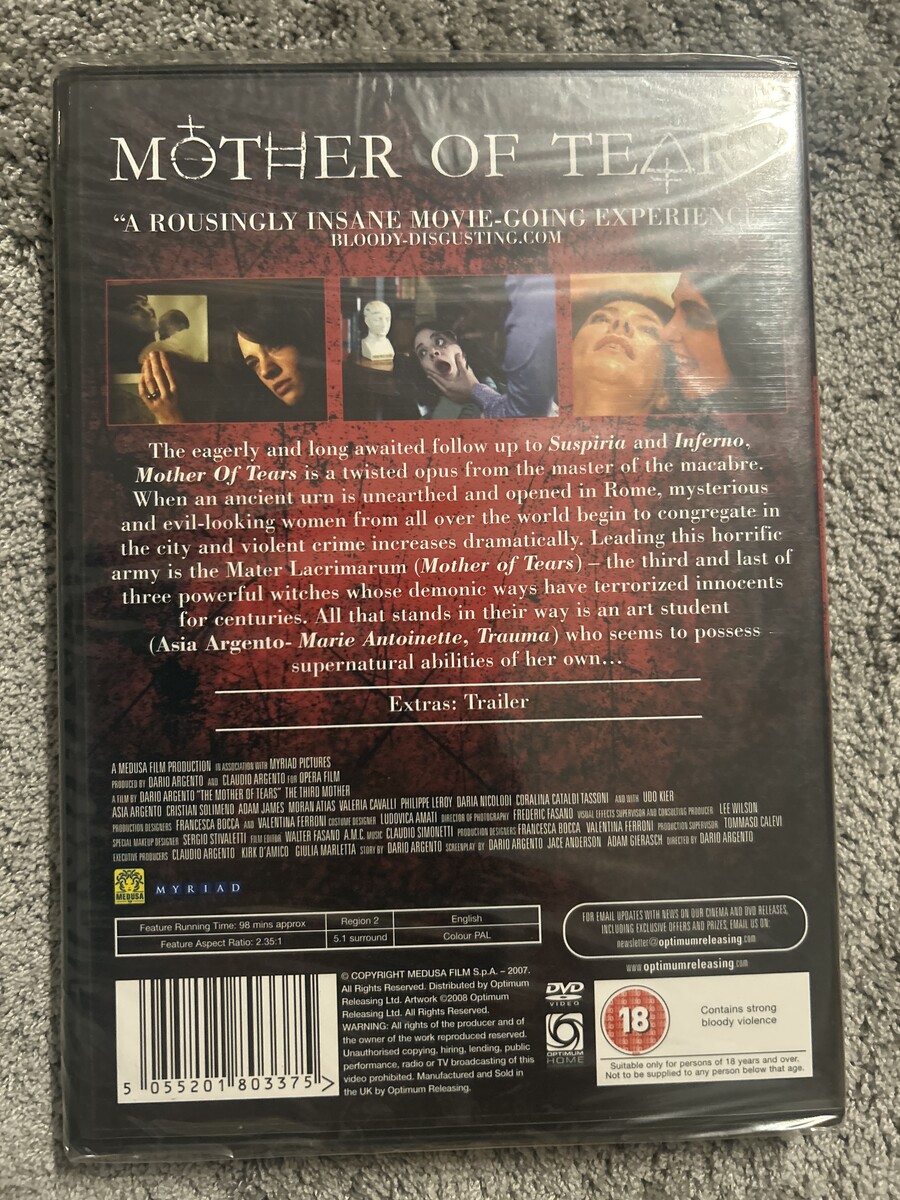 MOTHER OF TEAR
“A ROUSINGLY INSANE MOVIE-GOING EXPERIENCE
BLOODY-DISGUSTING.COM
The eagerly and long awaited follow up to Suspiria and Inferno,
Mother Of Tears is a twisted opus from the master of the macabre.
When an ancient urn is unearthed and opened in Rome, mysterious
and evil-looking women from all over the world begin to congregate in
the city and violent crime increases dramatically. Leading this horrific
army is the Mater Lacrimarum (Mother of Tears) – the third and last of
three powerful witches whose demonic ways have terrorized innocents
for centuries. All that stands in their way is an art student
(Asia Argento- Marie Antoinette, Trauma) who seems to possess
supernatural abilities of her own...
Extras: Trailer
A MEDUSA FILM PRODUCTION IN ASSOCIATION WITH MYRIAD PICTURES
PRODUCED BY DARIO ARGENTO AND CLAUDIO ARGENTO FOR OPERA FILM
A FILM BY DARIO ARGENTO "THE MOTHER OF TEARS" THE THIRD MOTHER
ASIA ARGENTO CRISTIAN SOLIMENO ADAM JAMES MORAN ATIAS VALERIA CAVALLI PHILIPPE LEROY DARIA NICOLODI CORALINA CATALDI TASSONI AND WITH UDO KIER
PRODUCTION DESIGNERS FRANCESCA BOCCA AND VALENTINA FERRONI COSTUME DESIGNER LUDOVICA AMATI DIRECTOR OF PHOTOGRAPHY FREDERIC FASANO VISUAL EFFECTS SUPERVISOR AND CONSULTING PRODUCER LEE WILSON
SPECIAL MAKEUP DESIGNER SERGIO STIVALETTI FILM EDITOR WALTER FASANO A.M.C. MUSIC CLAUDIO SIMONETTI PRODUCTION DESIGNERS FRANCESCA BOCCA VALENTINA FERRONI PRODUCTION SUPERVISOR TOMMASO CALEVI
EXECUTIVE PRODUCERS CLAUDIO ARGENTO KIRK D'AMICO GIULIA MARLETTA STORY BY DARIO ARGENTO SCREENPLAY BY DARIO ARGENTO JACE ANDERSON ADAM GIERASCH DIRECTED BY DARIO ARGENTO
MEDUSA MYRIAD
Feature Running Time: 98 mins approx Region 2 English
Feature Aspect Ratio: 2.35:1 5.1 surround Colour PAL
FOR EMAIL UPDATES WITH NEWS ON OUR CINEMA AND DVD RELEASES,
INCLUDING EXCLUSIVE OFFERS AND PRIZES, EMAIL US ON:
newsletter@optimumreleasing.com
www.optimumreleasing.com
© COPYRIGHT MEDUSA FILM S.p.A. – 2007.
All Rights Reserved. Distributed by Optimum
Releasing Ltd. Artwork ©2008 Optimum
Releasing Ltd. All Rights Reserved.
WARNING: All rights of the producer and of
the owner of the work reproduced reserved.
Unauthorised copying, hiring, lending, public
performance, radio or TV broadcasting of this
video prohibited. Manufactured and Sold in
the UK by Optimum Releasing.
5 055201 803375 >
DVD
VIDEO
OPTIMUM
HOME
18
Contains strong
bloody violence
Suitable only for persons of 18 years and over.
Not to be supplied to any person below that age.